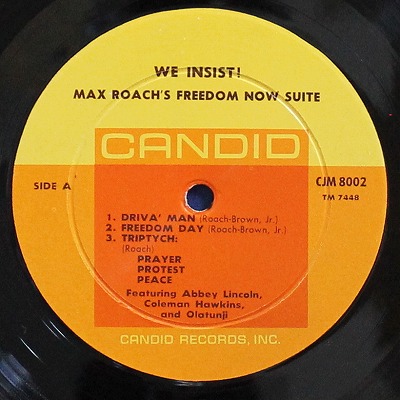 WE INSIST!
MAX ROACH'S FREEDOM NOW SUITE
CANDID
SIDE A
CJM 8002
TM 7448
1. DRIVA' MAN (Roach-Brown, Jr.)
2. FREEDOM DAY (Roach-Brown, Jr.)
3. TRIPTYCH:
(Roach)
PRAYER
PROTEST
PEACE
Featuring Abbey Lincoln,
Coleman Hawkins,
and Olatunji
CANDID RECORDS, INC.